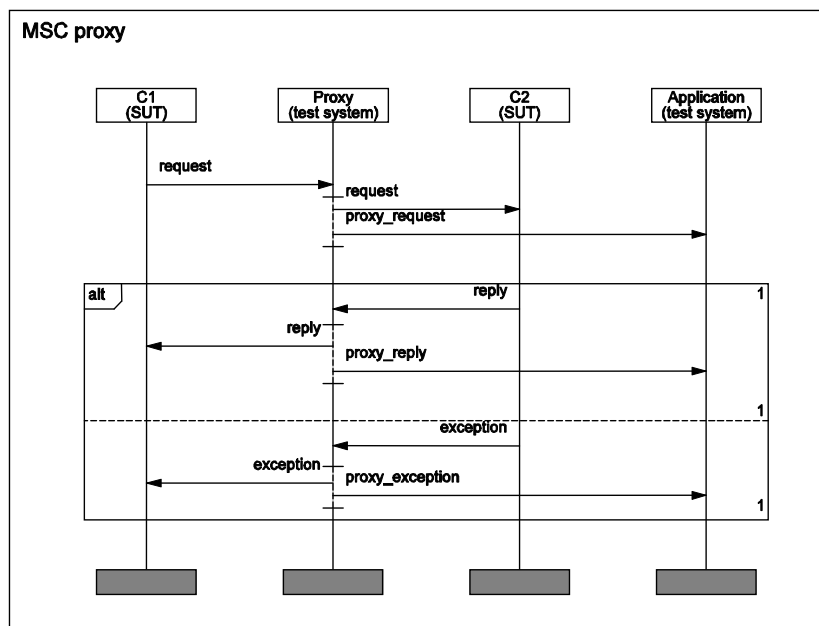 MSC proxy
C1
(SUT)
Proxy
(test system)
C2
(SUT)
Application
(test system)
request
request
proxy_request
alt
reply
1
reply
proxy_reply
1
exception
exception
proxy_exception
1